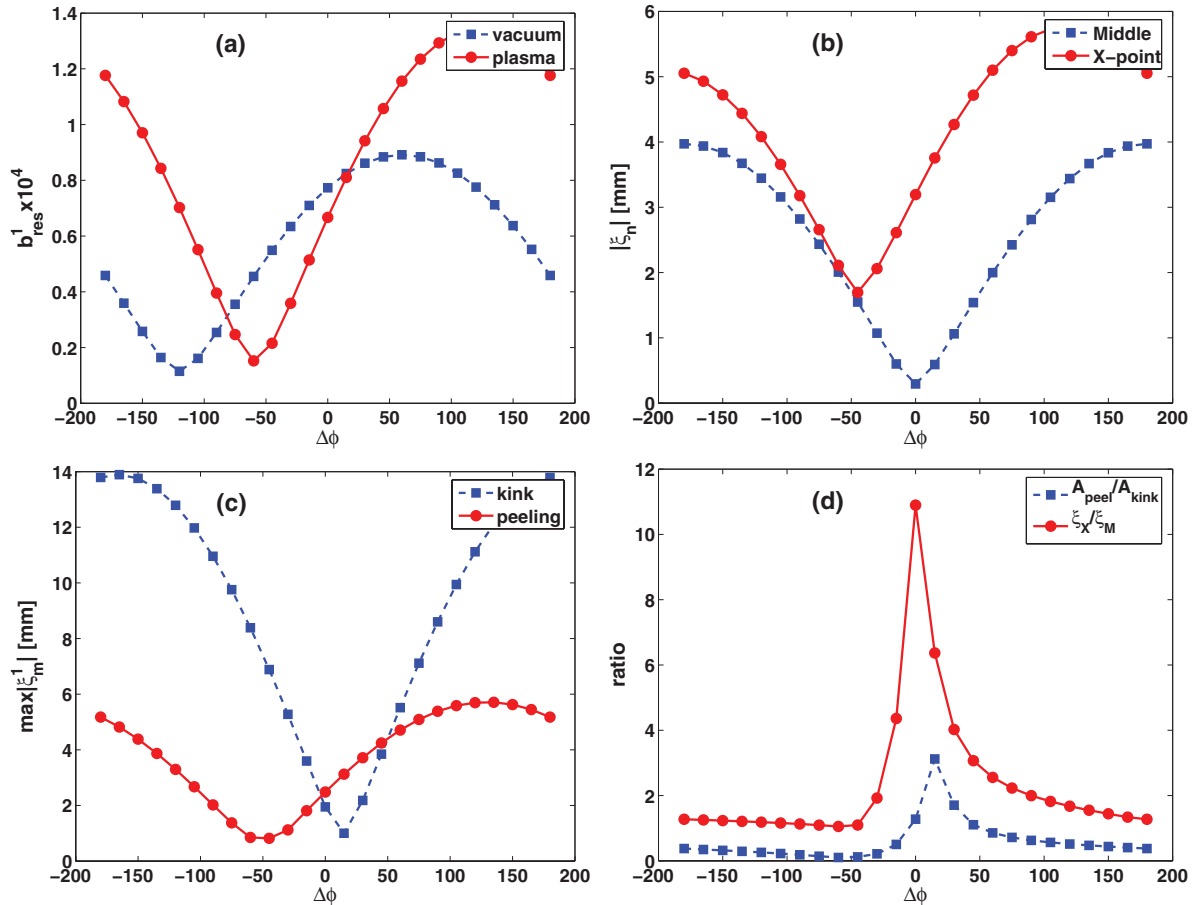 (a)
vacuum
plasma
b¹res x10⁴
1.4
1.2
1
0.8
0.6
0.4
0.2
0
−200 −150 −100 −50 0 50 100 150 200
Δϕ
(b)
Middle
X−point
|ξn| [mm]
6
5
4
3
2
1
0
−200 −150 −100 −50 0 50 100 150 200
Δϕ
(c)
kink
peeling
max|ξ¹m| [mm]
14
12
10
8
6
4
2
0
−200 −150 −100 −50 0 50 100 150 200
Δϕ
(d)
Apeel/Akink
ξX/ξM
ratio
12
10
8
6
4
2
0
−200 −150 −100 −50 0 50 100 150 200
Δϕ